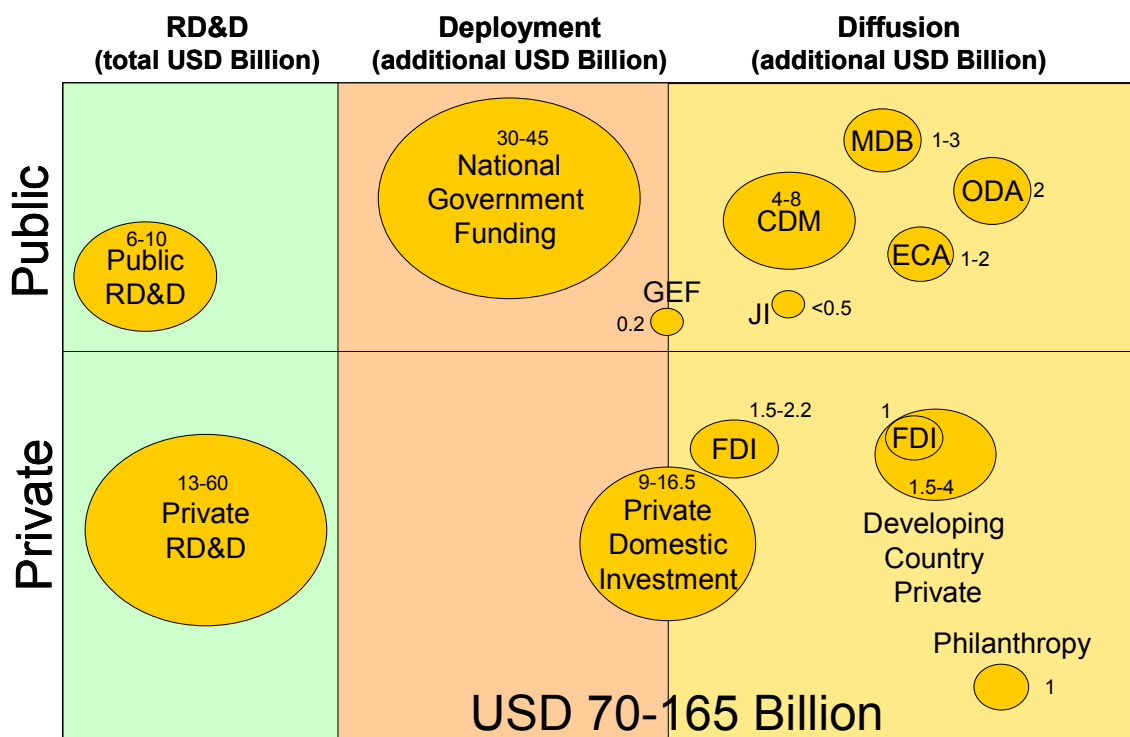 RD&D
(total USD Billion)
Deployment
(additional USD Billion)
Diffusion
(additional USD Billion)
Public
6-10
Public
RD&D
30-45
National
Government
Funding
GEF
0.2
4-8
CDM
MDB
1-3
ODA
2
ECA
1-2
JI
<0.5
Private
13-60
Private
RD&D
9-16.5
Private
Domestic
Investment
1.5-2.2
FDI
1
FDI
1.5-4
Developing
Country
Private
Philanthropy
1
USD 70-165 Billion